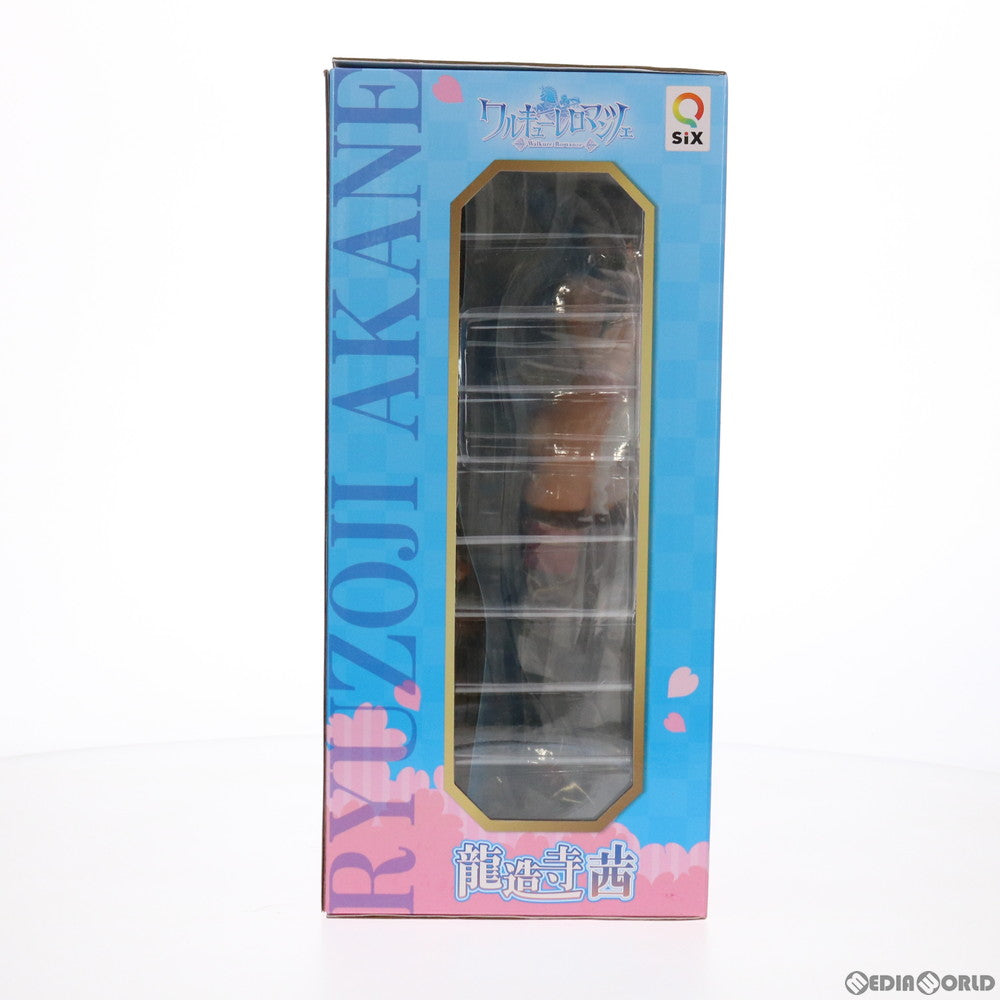 ワルキューレロマンツェ
Walkure Romanze
Q
SiX
RYUZOJI AKANE
龍造寺 茜
MEDIAWORLD